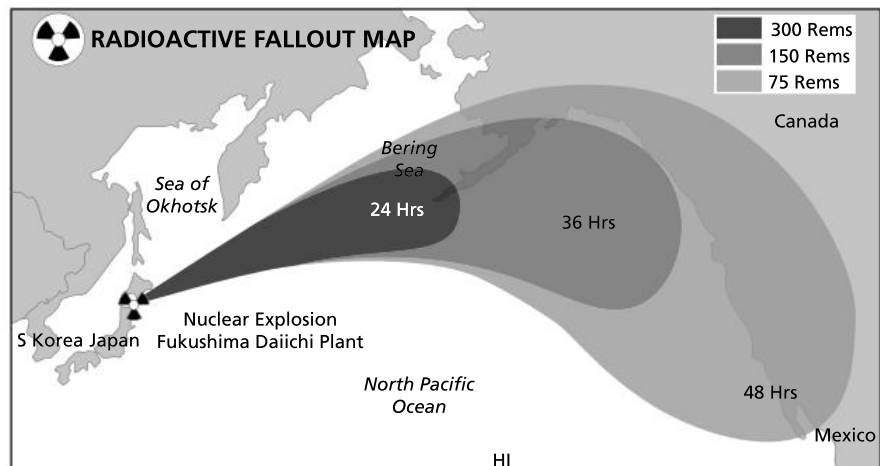 RADIOACTIVE FALLOUT MAP
300 Rems
150 Rems
75 Rems
Canada
Bering
Sea
Sea of
Okhotsk
24 Hrs
36 Hrs
Nuclear Explosion
S Korea Japan
Fukushima Daiichi Plant
North Pacific
Ocean
48 Hrs
Mexico
HI